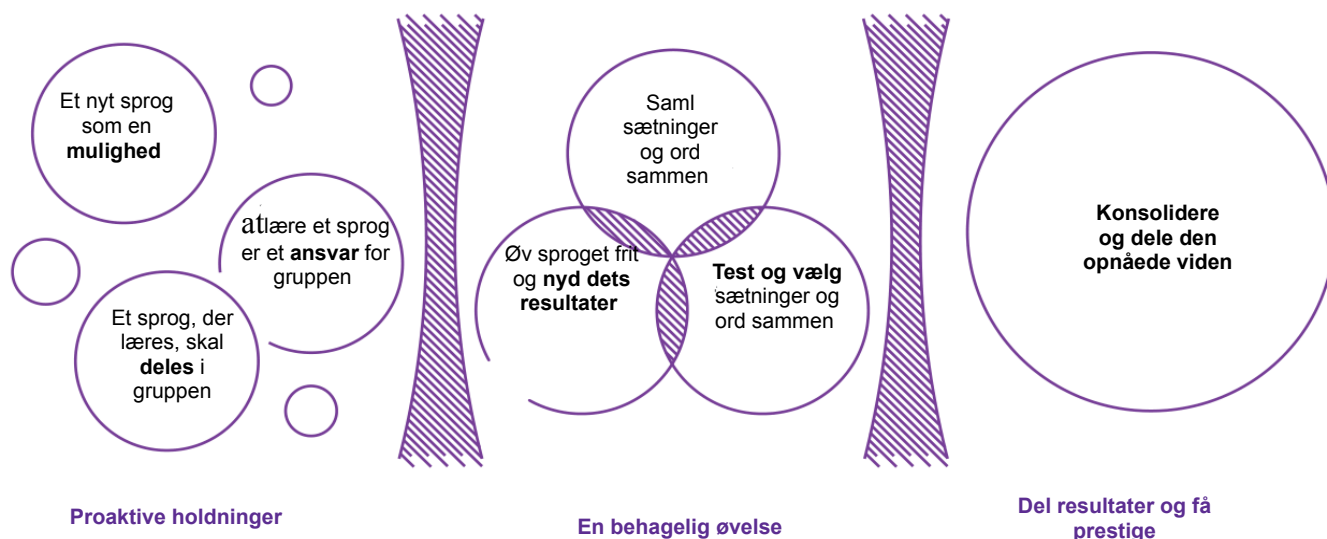 Et nyt sprog
som en
mulighed
atlære et sprog
er et ansvar for
gruppen
Et sprog, der
læres, skal
deles i
gruppen
Proaktive holdninger
Saml
sætninger
og ord
sammen
Øv sproget frit
og nyd dets
resultater
Test og vælg
sætninger og
ord sammen
En behagelig øvelse
Konsolidere
og dele den
opnåede viden
Del resultater og få
prestige